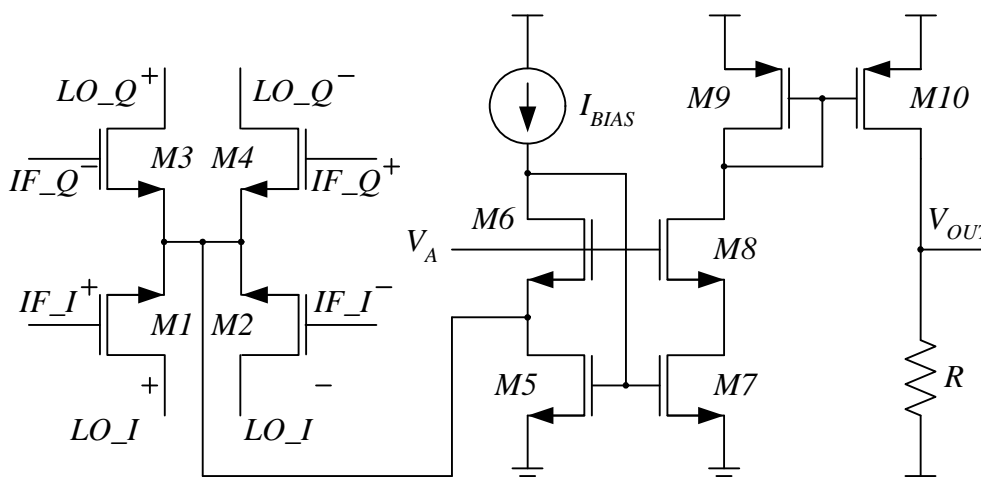 LO_Q+
LO_Q-
M3
M4
IF_Q-
IF_Q+
IF_I+
IF_I-
M1
M2
+
-
LO_I
LO_I
I_BIAS
M6
V_A
M8
M5
M7
M9
M10
V_OUT
R